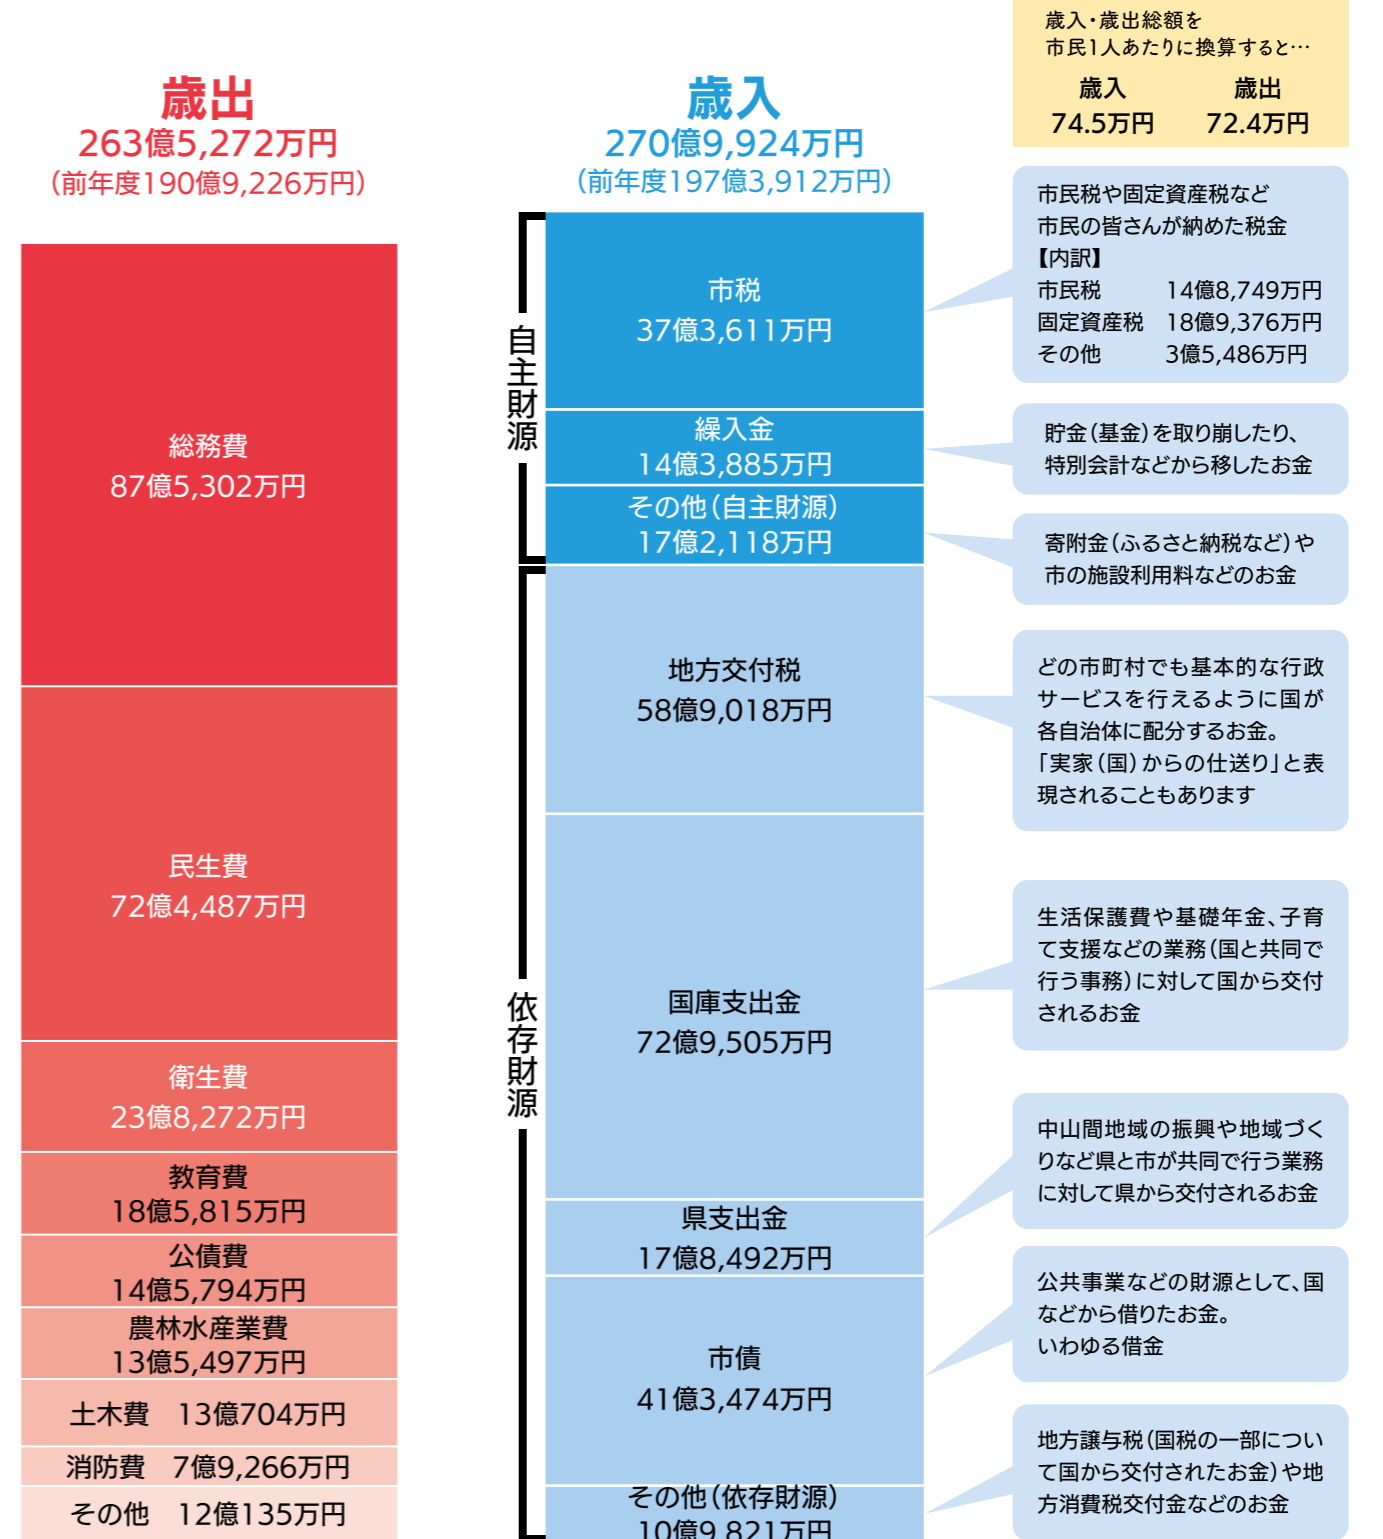 歳入・歳出総額を
市民1人あたりに換算すると…
歳入 歳出
74.5万円 72.4万円
歳出
263億5,272万円
（前年度190億9,226万円）
総務費
87億5,302万円
民生費
72億4,487万円
衛生費
23億8,272万円
教育費
18億5,815万円
公債費
14億5,794万円
農林水産業費
13億5,497万円
土木費 13億704万円
消防費 7億9,266万円
その他 12億135万円
歳入
270億9,924万円
（前年度197億3,912万円）
自主財源
市税
37億3,611万円
繰入金
14億3,885万円
その他（自主財源）
17億2,118万円
依存財源
地方交付税
58億9,018万円
国庫支出金
72億9,505万円
県支出金
17億8,492万円
市債
41億3,474万円
その他（依存財源）
10億9,821万円
市民税や固定資産税など
市民の皆さんが納めた税金
【内訳】
市民税 14億8,749万円
固定資産税 18億9,376万円
その他 3億5,486万円
貯金（基金）を取り崩したり、
特別会計などから移したお金
寄附金（ふるさと納税など）や
市の施設利用料などのお金
どの市町村でも基本的な行政
サービスを行えるように国が
各自治体に配分するお金。
「実家（国）からの仕送り」と表
現されることもあります
生活保護費や基礎年金、子育
て支援などの業務（国と共同で
行う事務）に対して国から交付
されるお金
中山間地域の振興や地域づく
りなど県と市が共同で行う業務
に対して県から交付されるお金
公共事業などの財源として、国
などから借りたお金。
いわゆる借金
地方譲与税（国税の一部につい
て国から交付されたお金）や地
方消費税交付金などのお金